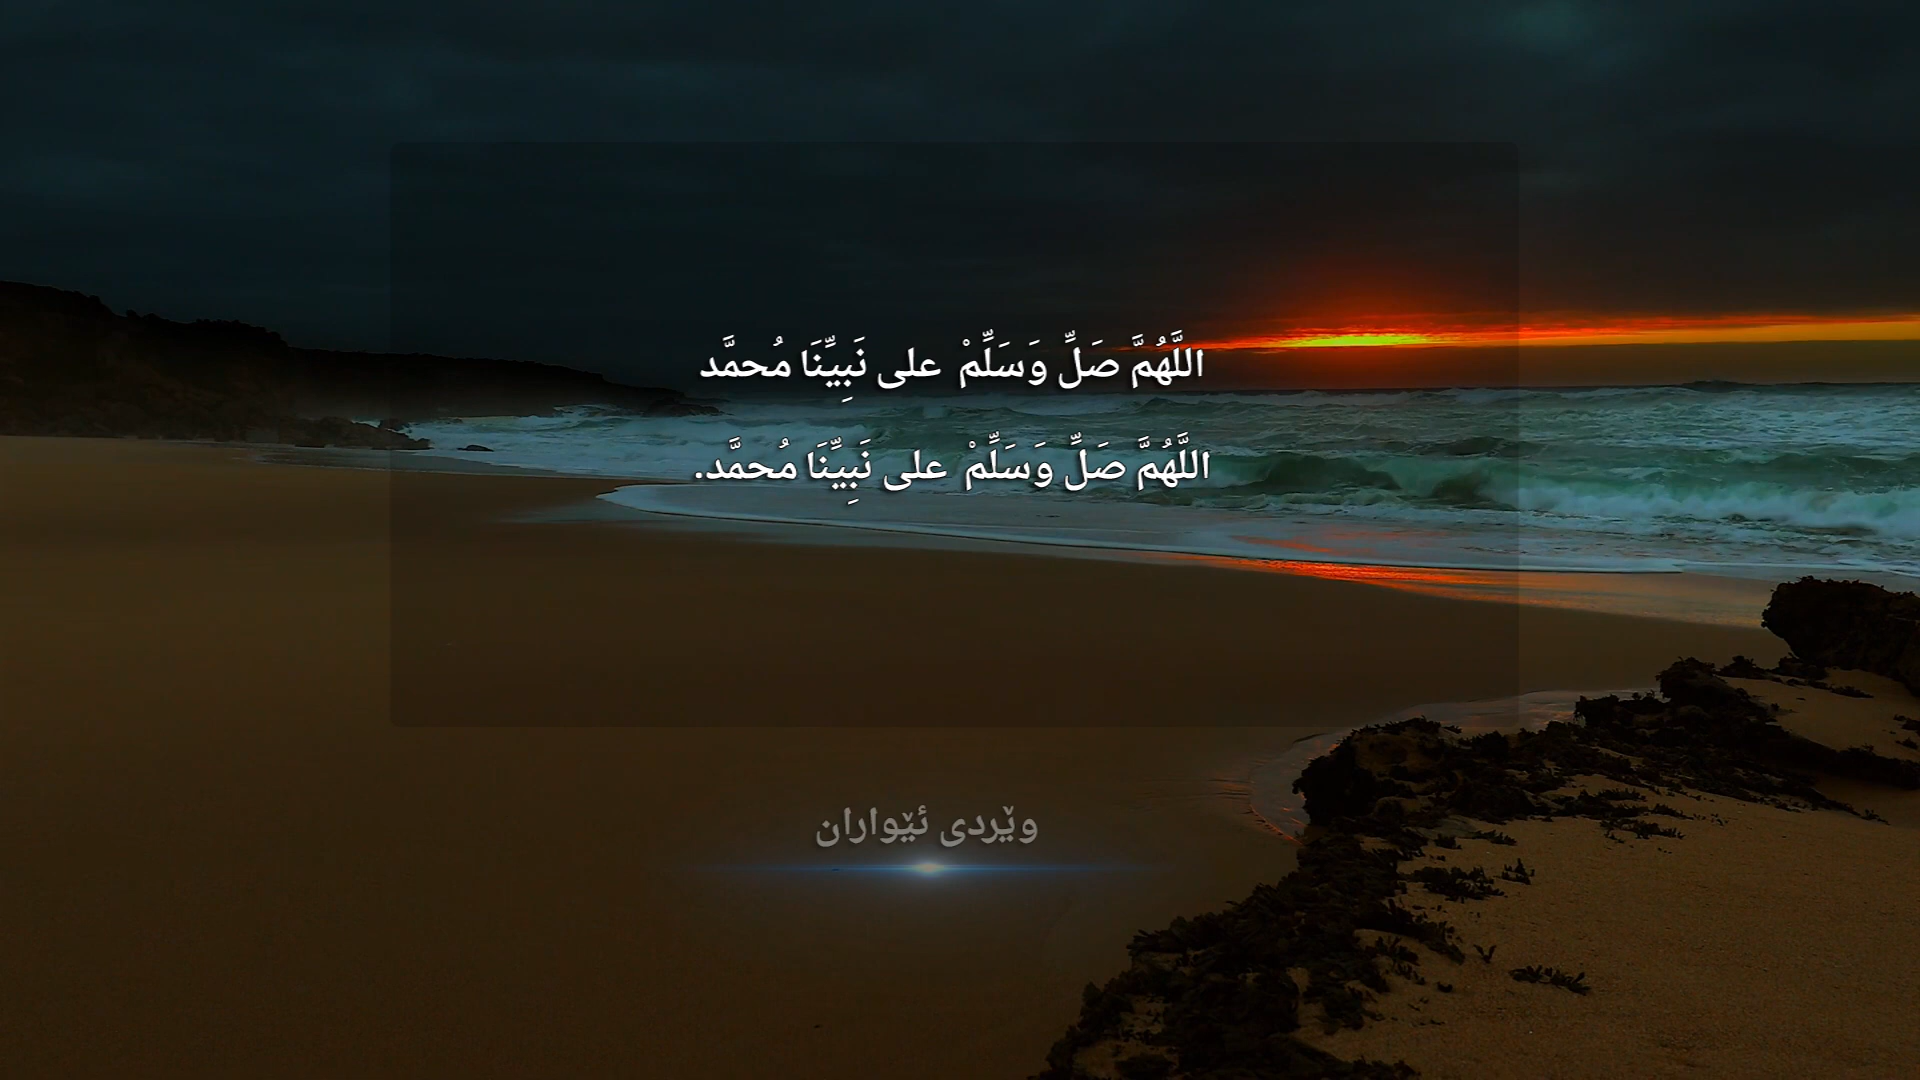 اللَّهُمَّ صَلِّ وَسَلِّمْ على نَبِيِّنَا مُحمَّد
اللَّهُمَّ صَلِّ وَسَلِّمْ على نَبِيِّنَا مُحمَّد.
وێردی ئێواران